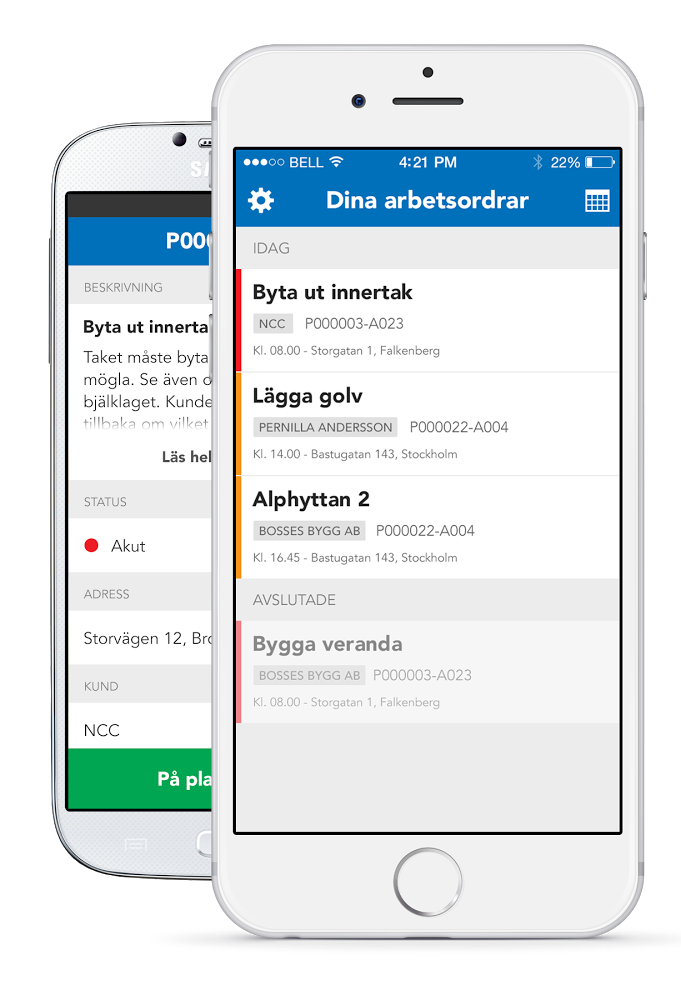 BELL 4:21 PM 22%
Dina arbetsordrar
IDAG
Byta ut innertak
NCC P000003-A023
Kl. 08.00 - Storgatan 1, Falkenberg
Lägga golv
PERNILLA ANDERSSON P000022-A004
Kl. 14.00 - Bastugatan 143, Stockholm
Alphyttan 2
BOSSES BYGG AB P000022-A004
Kl. 16.45 - Bastugatan 143, Stockholm
AVSLUTADE
Bygga veranda
BOSSES BYGG AB P000003-A023
Kl. 08.00 - Storgatan 1, Falkenberg
BESKRIVNING
Byta ut innerta
Taket måste byta
mögla. Se även
bjälklaget. Kunde
tillbaka om vilket
Läs hel
STATUS
Akut
ADRESS
Storvägen 12, Bro
KUND
NCC
På pla